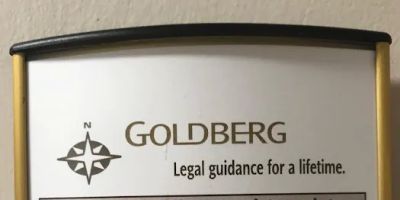 N
GOLDBERG
Legal guidance for a lifetime.